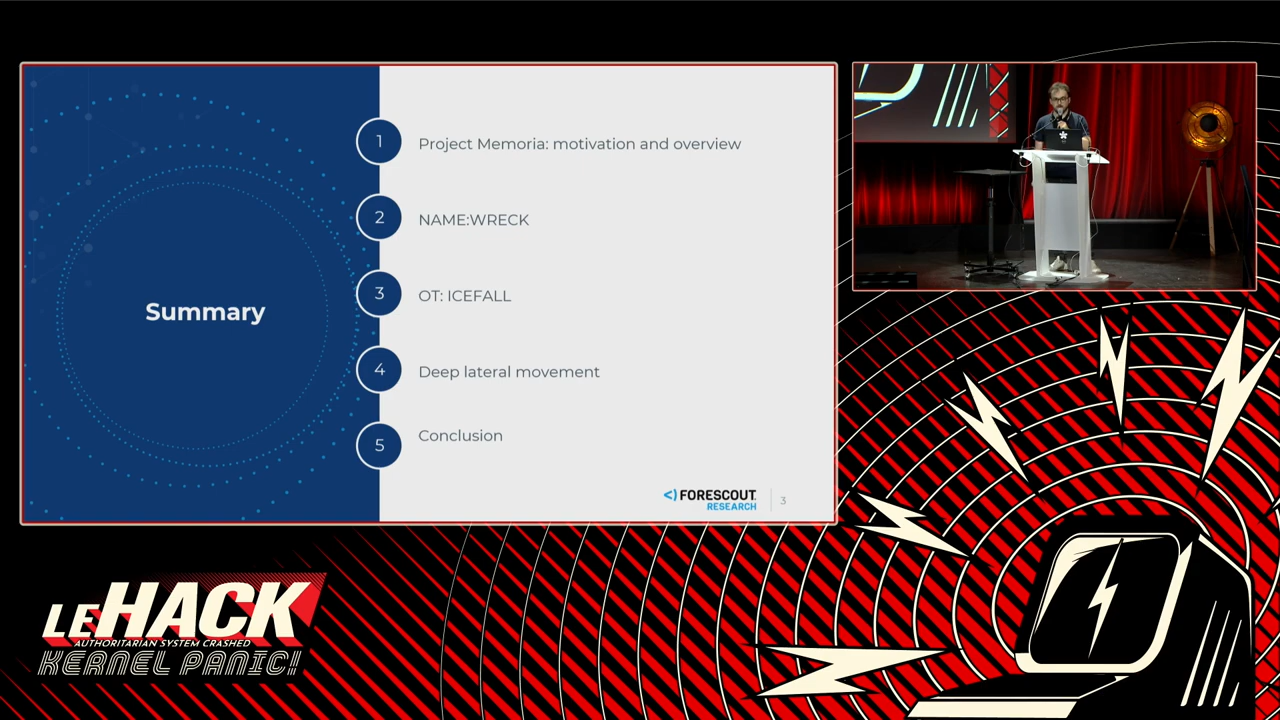 Summary
1
Project Memoria: motivation and overview
2
NAME:WRECK
3
OT: ICEFALL
4
Deep lateral movement
5
Conclusion
FORESCOUT
RESEARCH
3
LEHACK
AUTHORITARIAN SYSTEM CRASHED
KERNEL PANIC!